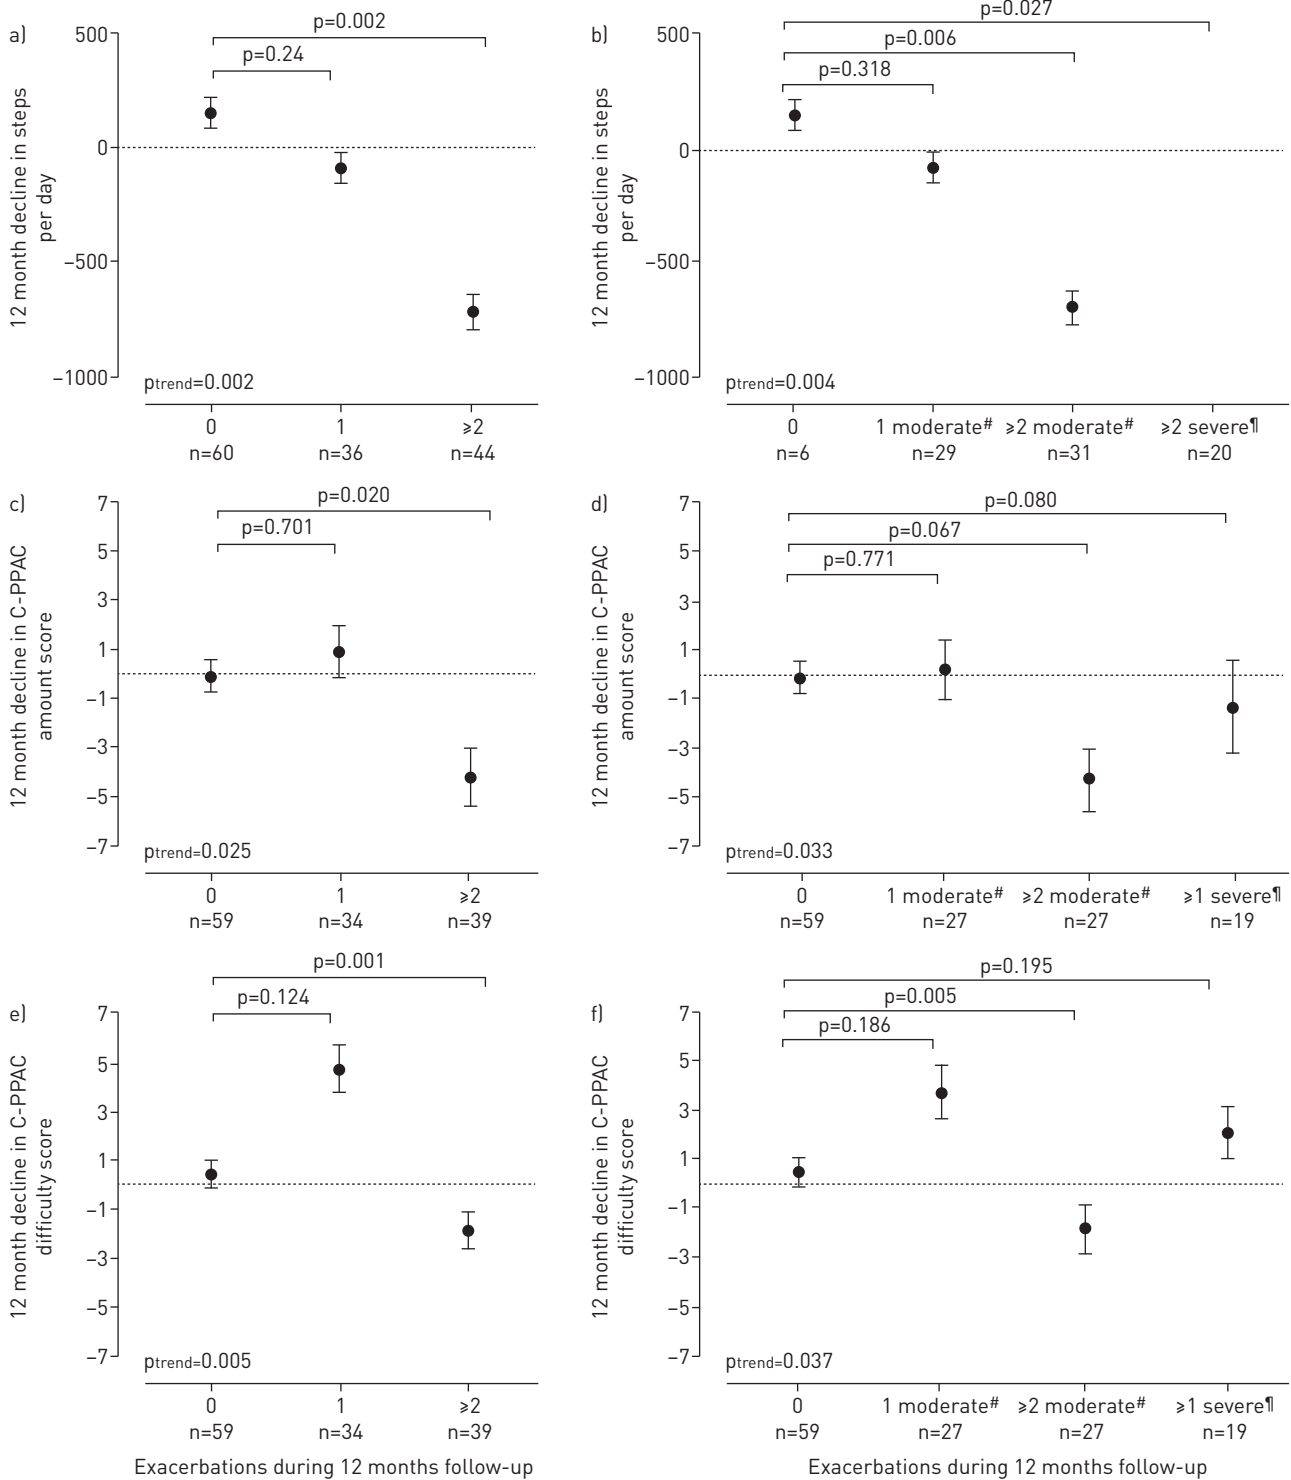 a)
12 month decline in steps
per day
500
0
−500
−1000
p=0.002
p=0.24
ptrend=0.002
0
1
⩾2
n=60
n=36
n=44
b)
12 month decline in steps
per day
500
0
−500
−1000
p=0.027
p=0.006
p=0.318
ptrend=0.004
0
1 moderate#
⩾2 moderate#
⩾2 severe¶
n=6
n=29
n=31
n=20
c)
12 month decline in C-PPAC
amount score
7
5
3
1
−1
−3
−5
−7
p=0.020
p=0.701
ptrend=0.025
0
1
⩾2
n=59
n=34
n=39
d)
12 month decline in C-PPAC
amount score
7
5
3
1
−1
−3
−5
−7
p=0.080
p=0.067
p=0.771
ptrend=0.033
0
1 moderate#
⩾2 moderate#
⩾1 severe¶
n=59
n=27
n=27
n=19
e)
12 month decline in C-PPAC
difficulty score
7
5
3
1
−1
−3
−5
−7
p=0.001
p=0.124
ptrend=0.005
0
1
⩾2
n=59
n=34
n=39
Exacerbations during 12 months follow-up
f)
12 month decline in C-PPAC
difficulty score
7
5
3
1
−1
−3
−5
−7
p=0.195
p=0.005
p=0.186
ptrend=0.037
0
1 moderate#
⩾2 moderate#
⩾1 severe¶
n=59
n=27
n=27
n=19
Exacerbations during 12 months follow-up